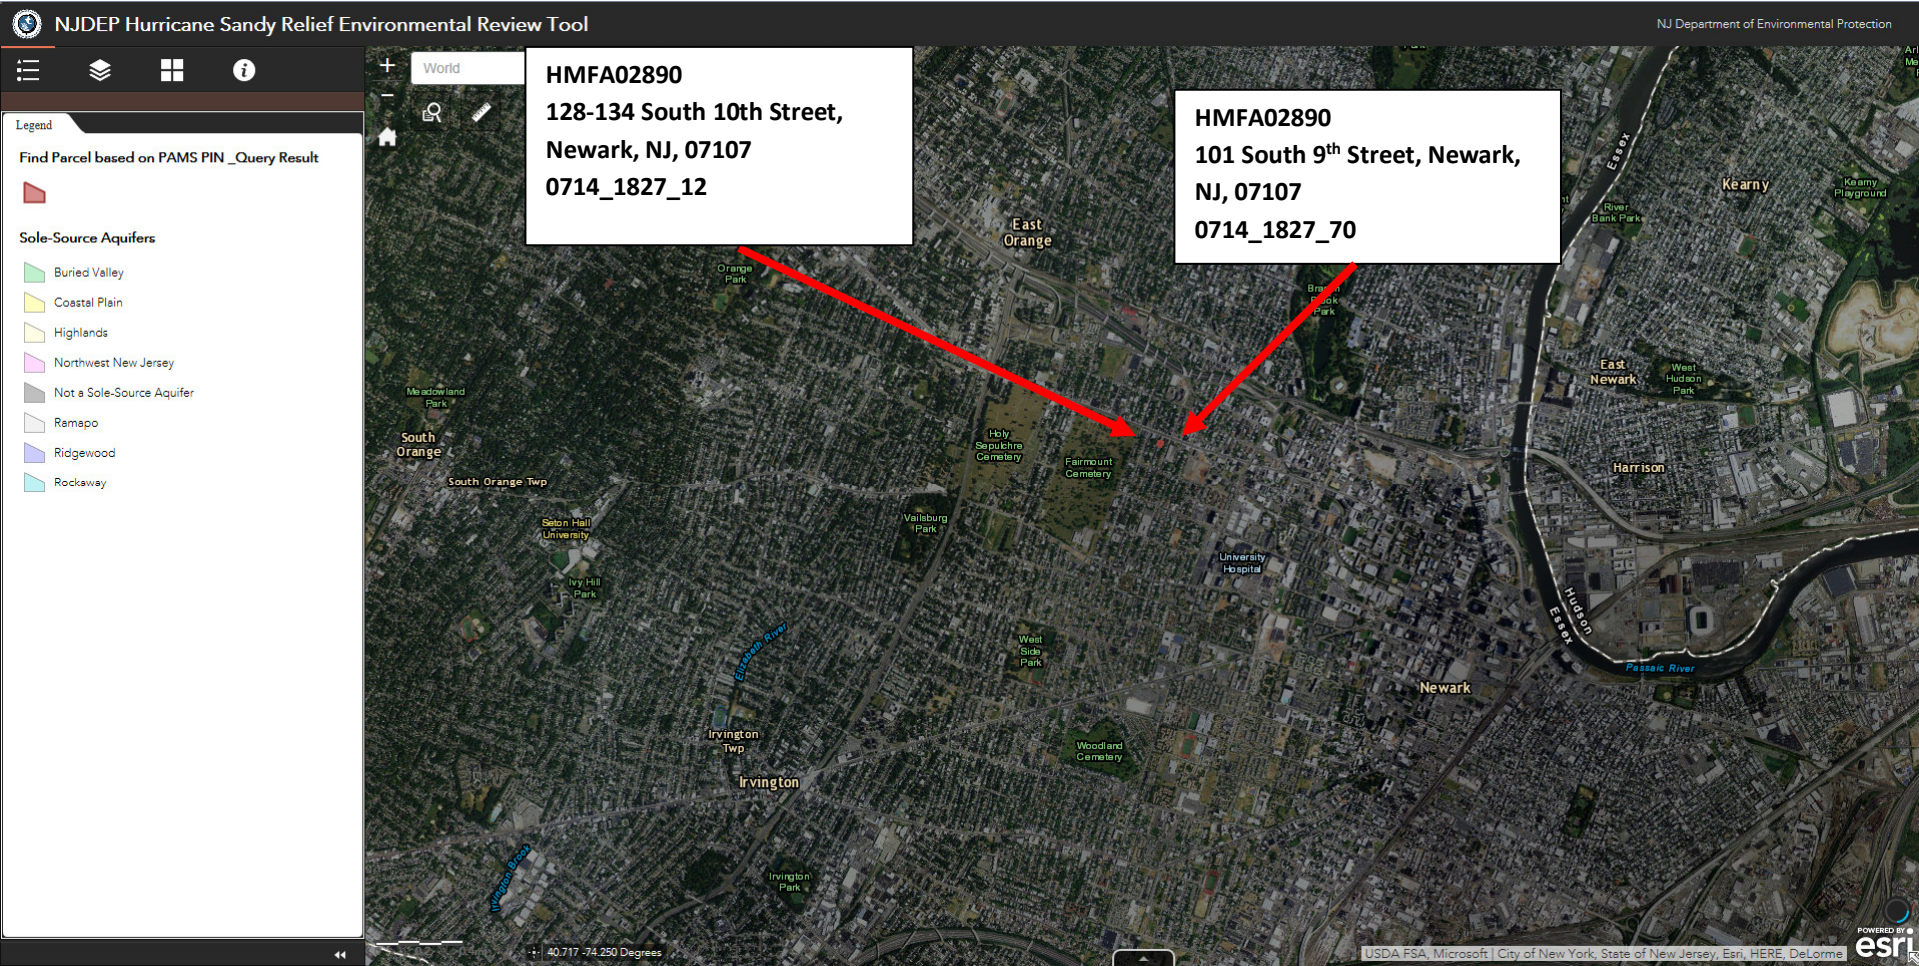 NJDEP Hurricane Sandy Relief Environmental Review Tool
NJ Department of Environmental Protection
World
Legend
Find Parcel based on PAMS PIN _Query Result
Sole-Source Aquifers
Buried Valley
Coastal Plain
Highlands
Northwest New Jersey
Not a Sole-Source Aquifer
Ramapo
Ridgewood
Rockaway
HMFA02890
128-134 South 10th Street,
Newark, NJ, 07107
0714_1827_12
HMFA02890
101 South 9th Street, Newark,
NJ, 07107
0714_1827_70
Essex
Kearny
Kearny
Playground
River
Bank Park
East
Orange
Orange
Park
Park
East
Newark
West
Hudson
Park
Meadowland
Park
South
Orange
Holy
Sepulchre
Cemetery
Fairmount
Cemetery
Harrison
South Orange Twp
Seton Hall
University
Vailsburg
Park
University
Hospital
Ivy Hill
Park
Hudson
Essex
Elizabeth River
West
Side
Park
Passaic River
Newark
Irvington
Twp
Woodland
Cemetery
Irvington
Irvington Brook
Irvington
Park
40.717 -74.250 Degrees
USDA FSA, Microsoft | City of New York, State of New Jersey, Esri, HERE, DeLorme
POWERED BY
esri